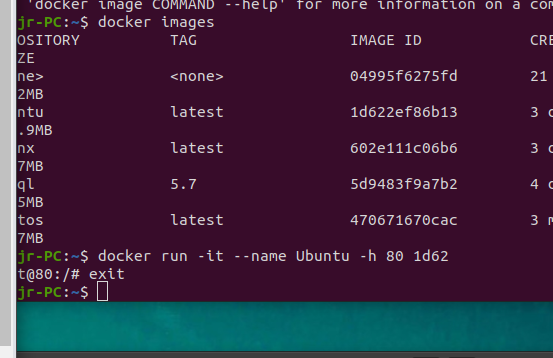 'docker image COMMAND --help' for more information on a com
jr-PC:~$ docker images
OSITORY TAG IMAGE ID CRE
ZE
ne> <none> 04995f6275fd 21
2MB
ntu latest 1d622ef86b13 3 d
.9MB
nx latest 602e111c06b6 3 d
7MB
ql 5.7 5d9483f9a7b2 4 d
5MB
tos latest 470671670cac 3 m
7MB
jr-PC:~$ docker run -it --name Ubuntu -h 80 1d62
t@80:/# exit
jr-PC:~$